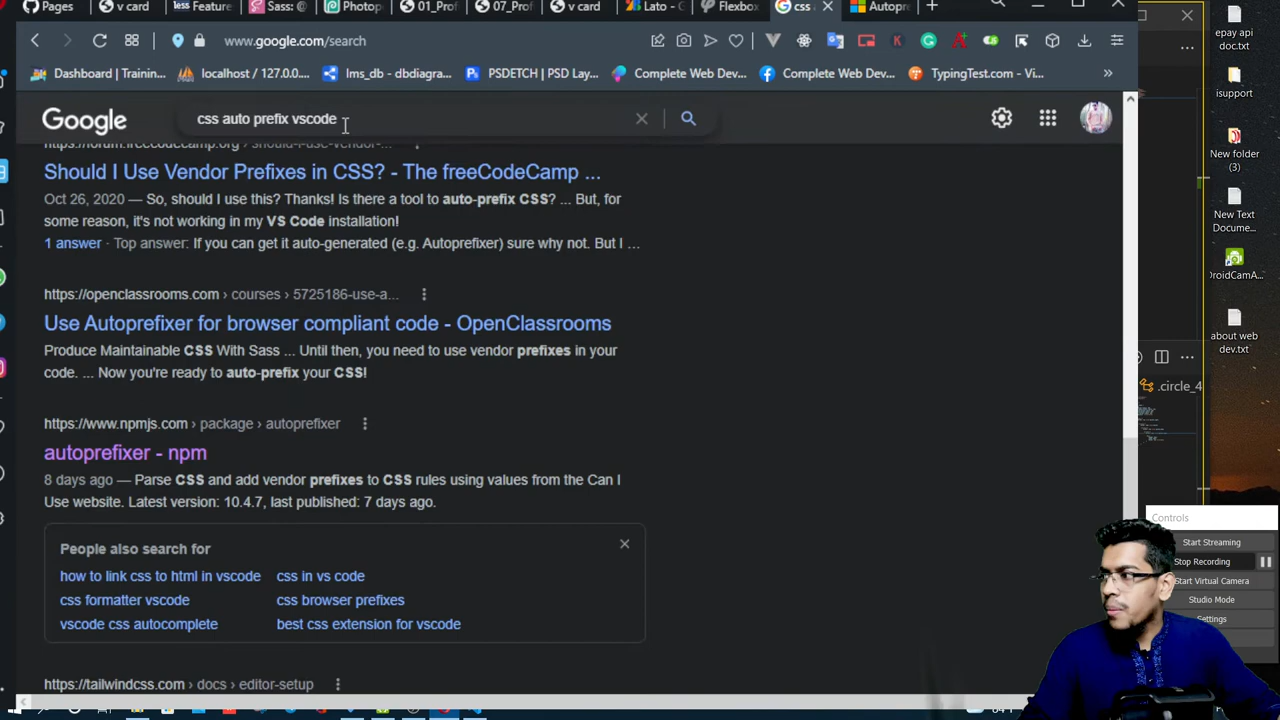 Pages
v card
Less
Feature
Sass: @
Photop
01_Prof
07_Prof
v card
Lato - G
Flexbox
css
Autopre
www.google.com/search
Dashboard | Trainin...
localhost / 127.0.0....
lms_db - dbdiagra...
PSDETCH | PSD Lay...
Complete Web Dev...
Complete Web Dev...
TypingTest.com – Vi...
»
Google
css auto prefix vscode
https://forum.freecodecamp.org › should-i-use-vendor-...
Should I Use Vendor Prefixes in CSS? - The freeCodeCamp ...
Oct 26, 2020 — So, should I use this? Thanks! Is there a tool to auto-prefix CSS? ... But, for
some reason, it's not working in my VS Code installation!
1 answer · Top answer: If you can get it auto-generated (e.g. Autoprefixer) sure why not. But I ...
https://openclassrooms.com › courses › 5725186-use-a...
Use Autoprefixer for browser compliant code - OpenClassrooms
Produce Maintainable CSS With Sass ... Until then, you need to use vendor prefixes in your
code. ... Now you're ready to auto-prefix your CSS!
https://www.npmjs.com › package › autoprefixer
autoprefixer - npm
8 days ago — Parse CSS and add vendor prefixes to CSS rules using values from the Can I
Use website. Latest version: 10.4.7, last published: 7 days ago.
People also search for
how to link css to html in vscode
css in vs code
css formatter vscode
css browser prefixes
vscode css autocomplete
best css extension for vscode
https://tailwindcss.com › docs › editor-setup
epay api
doc.txt
isupport
New folder
(3)
New Text
Docume...
DroidCamA...
about web
dev.txt
.circle_4
Controls
Start Streaming
Stop Recording
Start Virtual Camera
Studio Mode
Settings